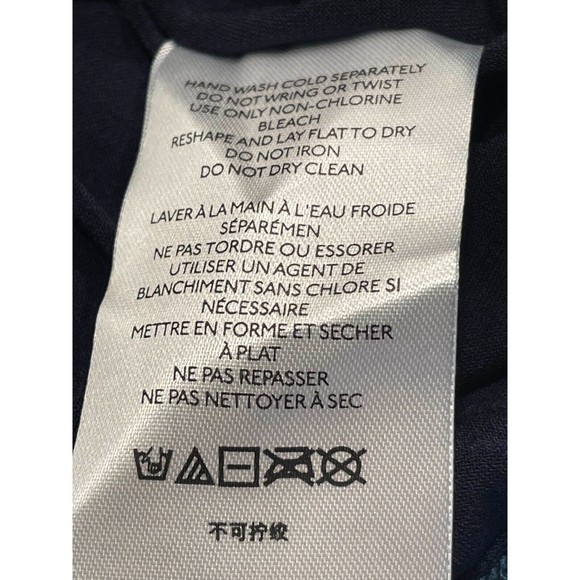 HAND WASH COLD SEPARATELY
DO NOT WRING OR TWIST
USE ONLY NON-CHLORINE
BLEACH
RESHAPE AND LAY FLAT TO DRY
DO NOT IRON
DO NOT DRY CLEAN
LAVER À LA MAIN À L'EAU FROIDE
SÉPARÉMEN
NE PAS TORDRE OU ESSORER
UTILISER UN AGENT DE
BLANCHIMENT SANS CHLORE SI
NÉCESSAIRE
METTRE EN FORME ET SECHER
À PLAT
NE PAS REPASSER
NE PAS NETTOYER À SEC
不可拧绞